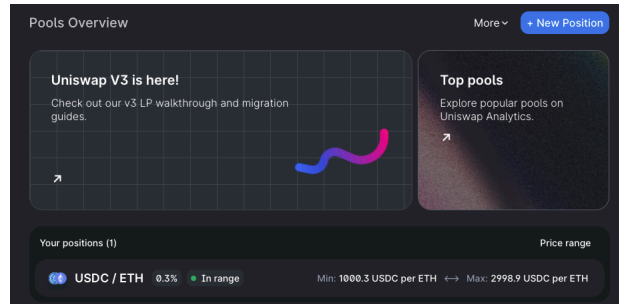 Pools Overview
More
+ New Position
Uniswap V3 is here!
Check out our v3 LP walkthrough and migration
guides.
Top pools
Explore popular pools on
Uniswap Analytics.
Your positions (1)
Price range
USDC / ETH 0.3% In range Min: 1000.3 USDC per ETH ⟷ Max: 2998.9 USDC per ETH